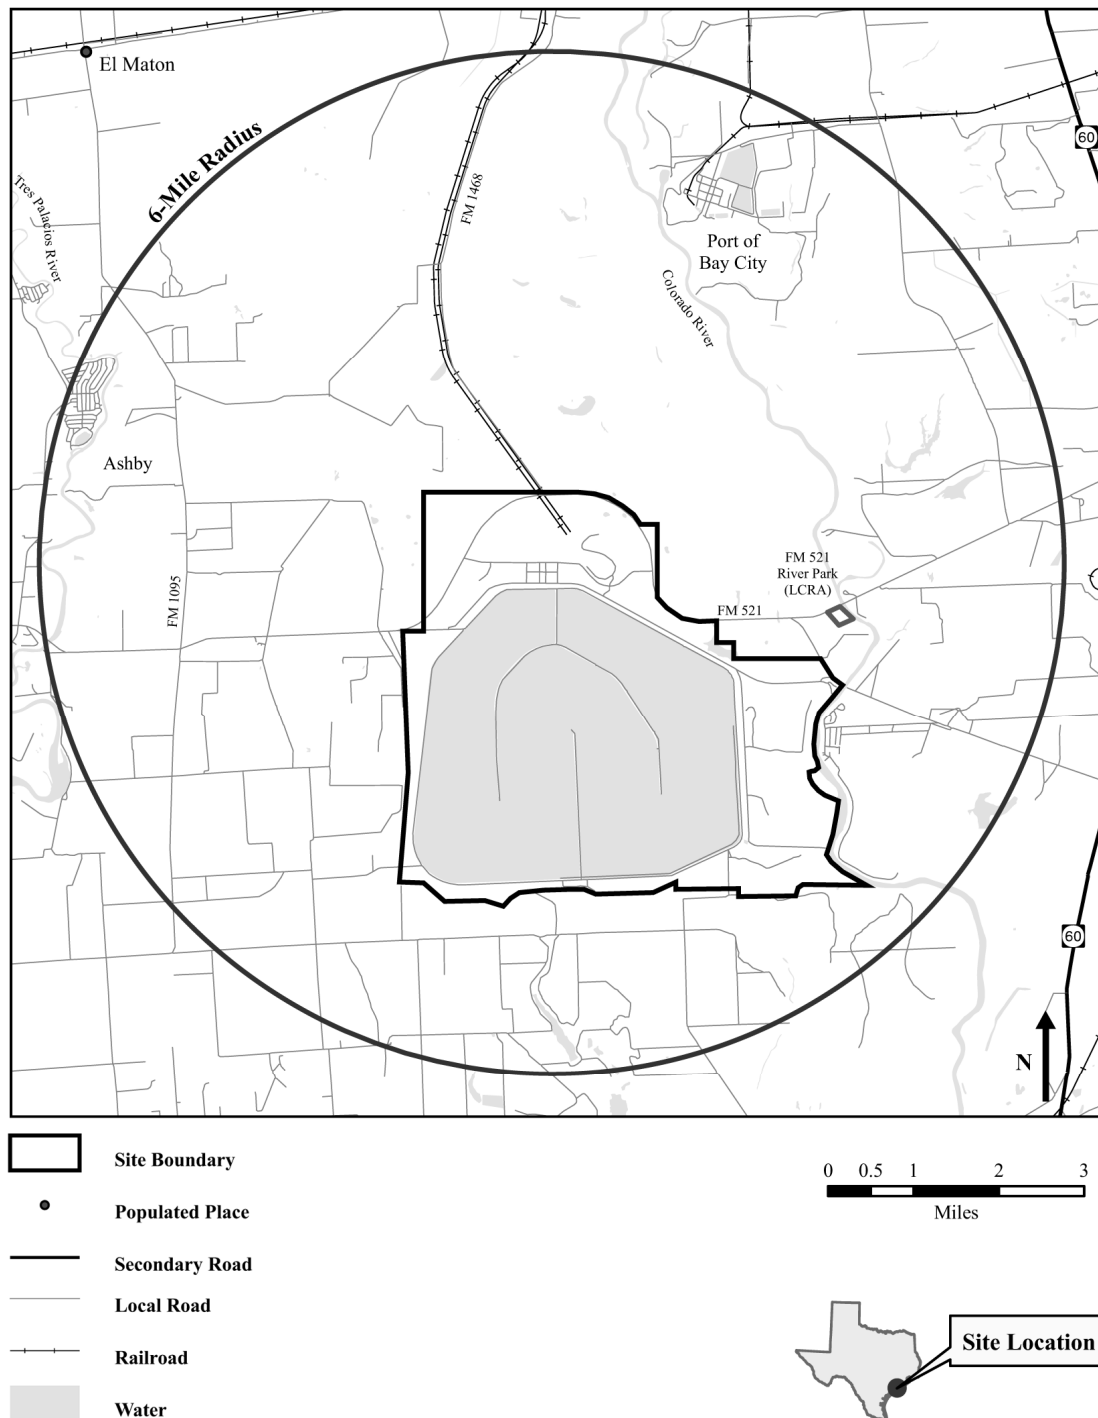 El Maton
6-Mile Radius
60
Tres Palacios River
FM 1468
Port of
Bay City
Colorado River
Ashby
FM 521
River Park
(LCRA)
FM 1095
FM 521
60
N
Site Boundary
Populated Place
Secondary Road
Local Road
Railroad
Water
0 0.5 1 2 3
Miles
Site Location